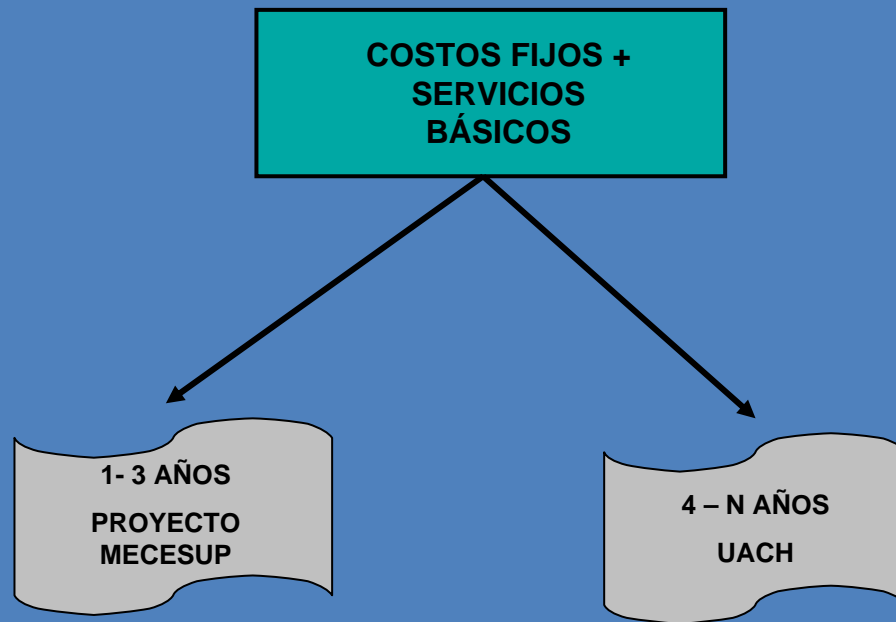 COSTOS FIJOS +
SERVICIOS
BÁSICOS
1- 3 AÑOS
PROYECTO
MECESUP
4 – N AÑOS
UACH